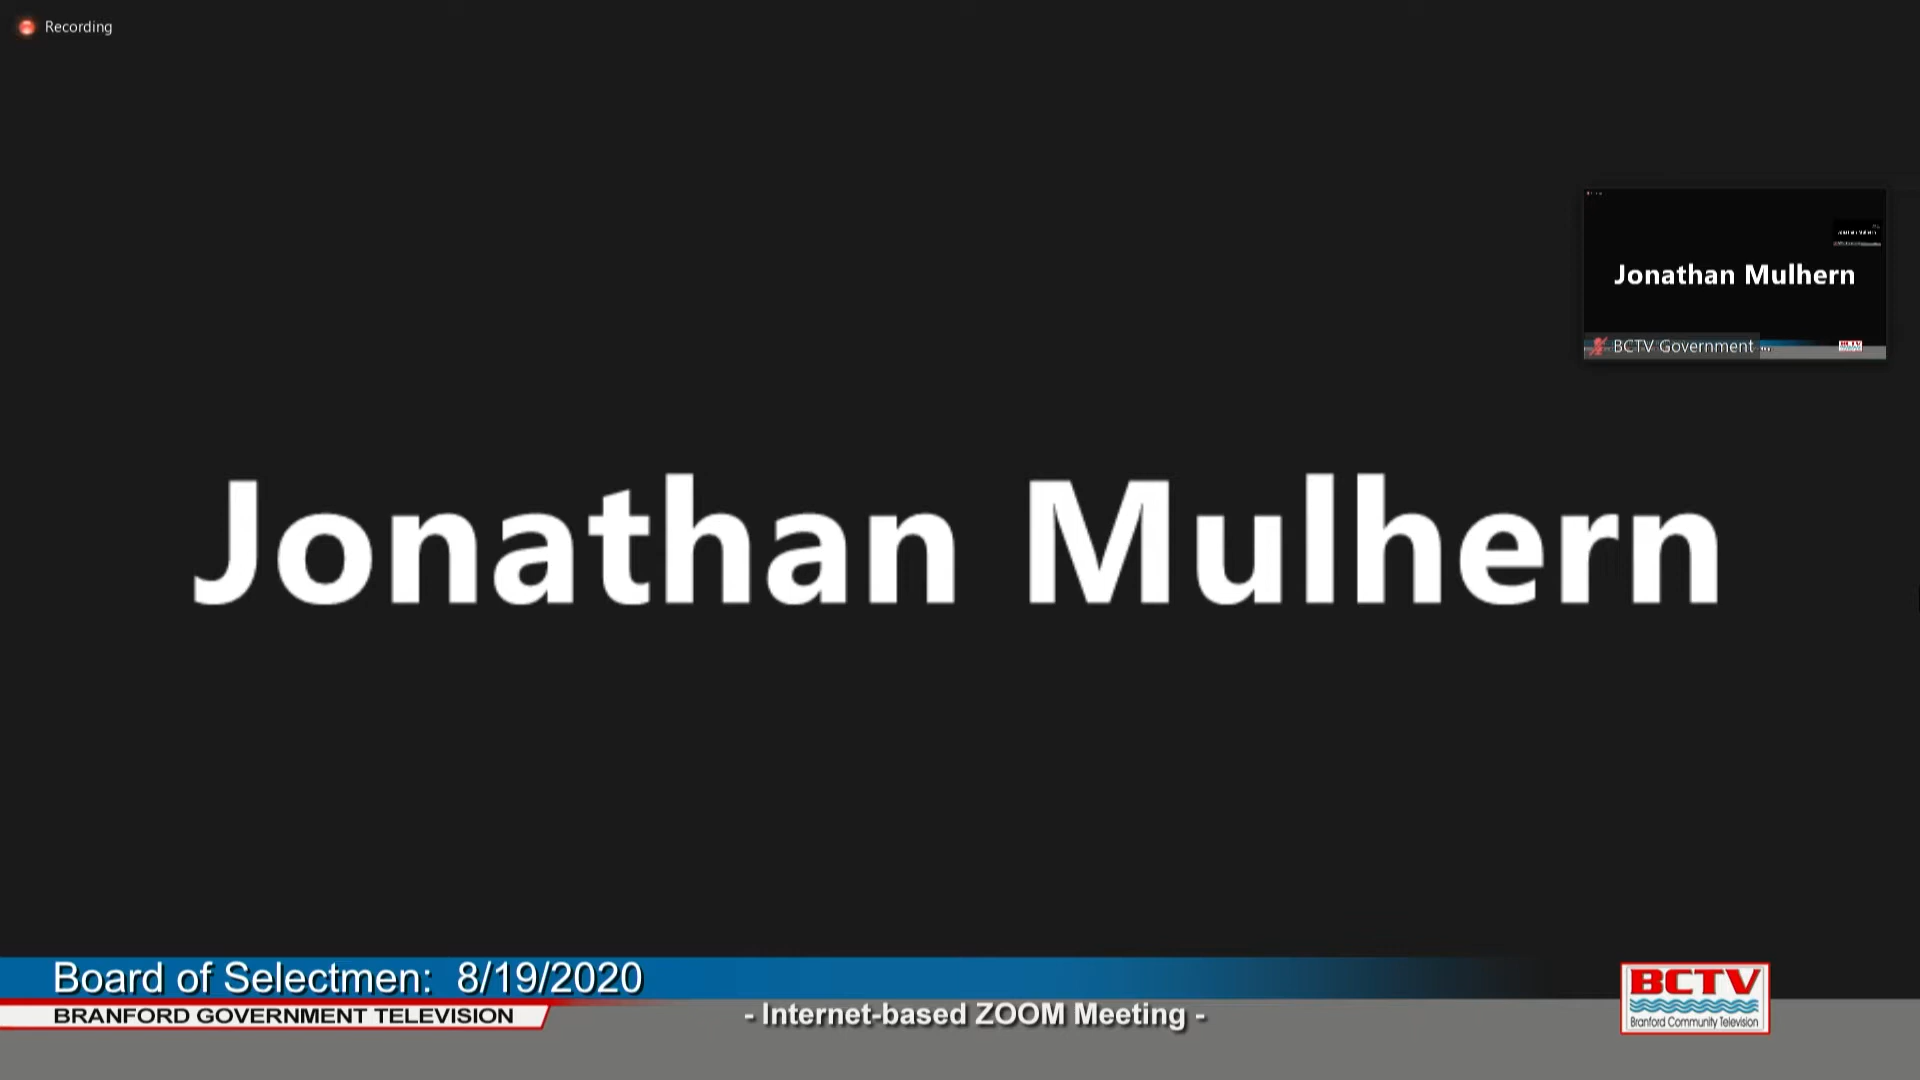 Recording
Jonathan Mulhern
BCTV Government ...
Jonathan Mulhern
Board of Selectmen: 8/19/2020
BRANFORD GOVERNMENT TELEVISION
- Internet-based ZOOM Meeting -
BCTV
Branford Community Television